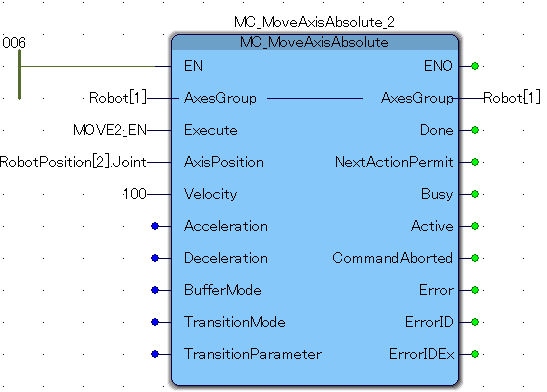 MC_MoveAxisAbsolute_2
006
MC_MoveAxisAbsolute
EN ENO
Robot[1] AxesGroup AxesGroup Robot[1]
MOVE2_EN Execute Done
RobotPosition[2].Joint AxisPosition NextActionPermit
100 Velocity Busy
Acceleration Active
Deceleration CommandAborted
BufferMode Error
TransitionMode ErrorID
TransitionParameter ErrorIDEx